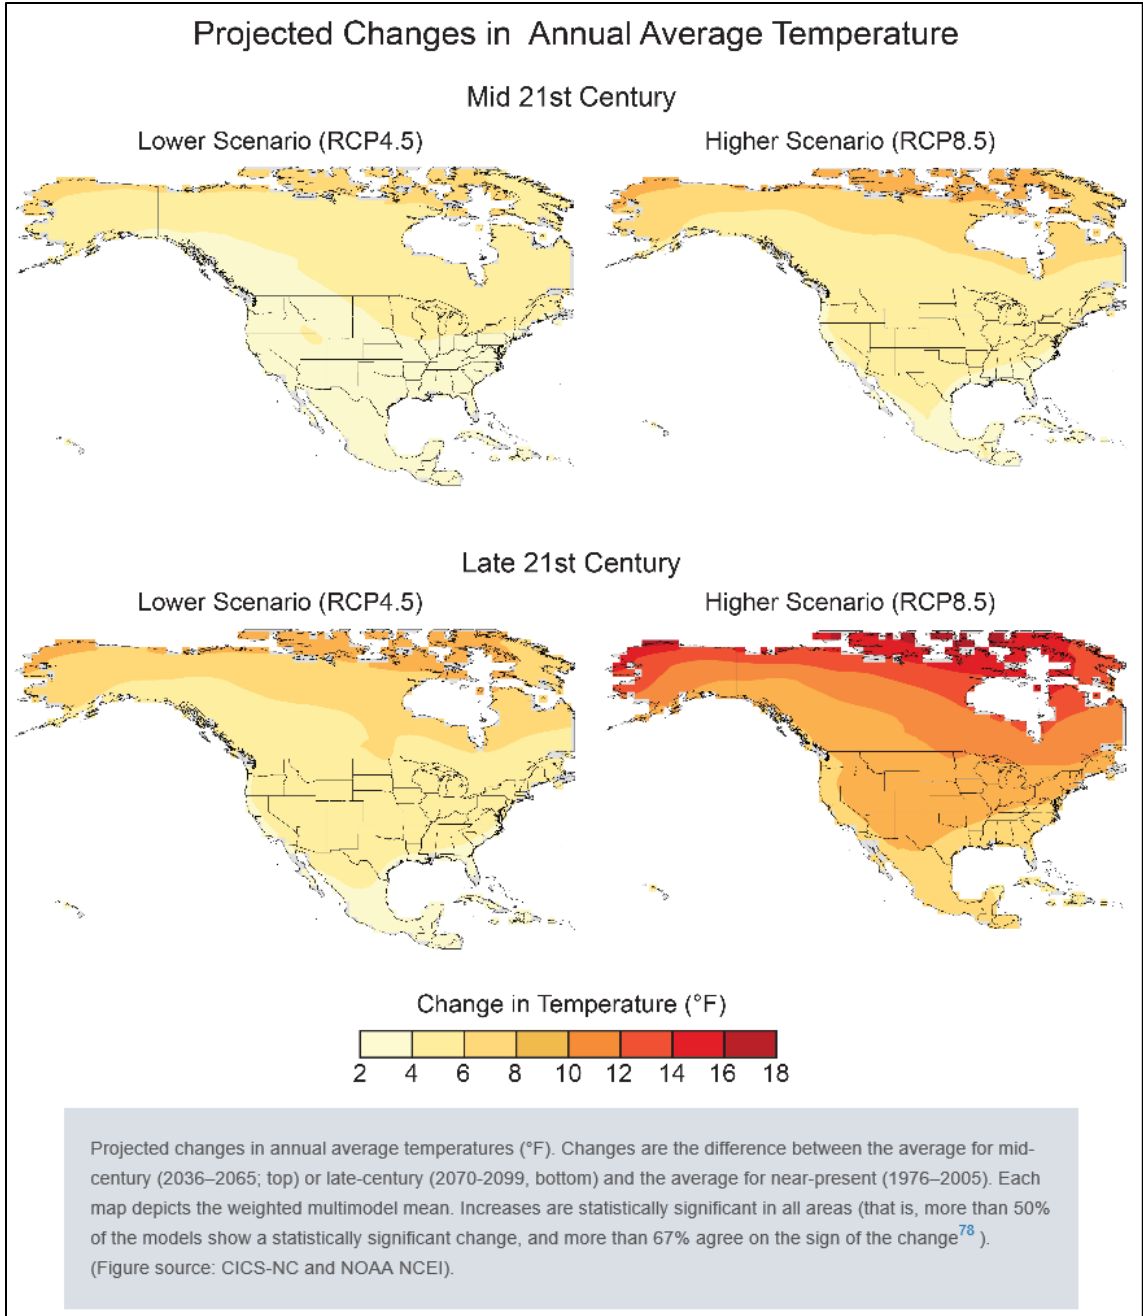 Projected Changes in Annual Average Temperature
Mid 21st Century
Lower Scenario (RCP4.5)
Higher Scenario (RCP8.5)
Late 21st Century
Lower Scenario (RCP4.5)
Higher Scenario (RCP8.5)
Change in Temperature (°F)
2 4 6 8 10 12 14 16 18
Projected changes in annual average temperatures (°F). Changes are the difference between the average for mid-
century (2036–2065; top) or late-century (2070-2099, bottom) and the average for near-present (1976–2005). Each
map depicts the weighted multimodel mean. Increases are statistically significant in all areas (that is, more than 50%
of the models show a statistically significant change, and more than 67% agree on the sign of the change78 ).
(Figure source: CICS-NC and NOAA NCEI).